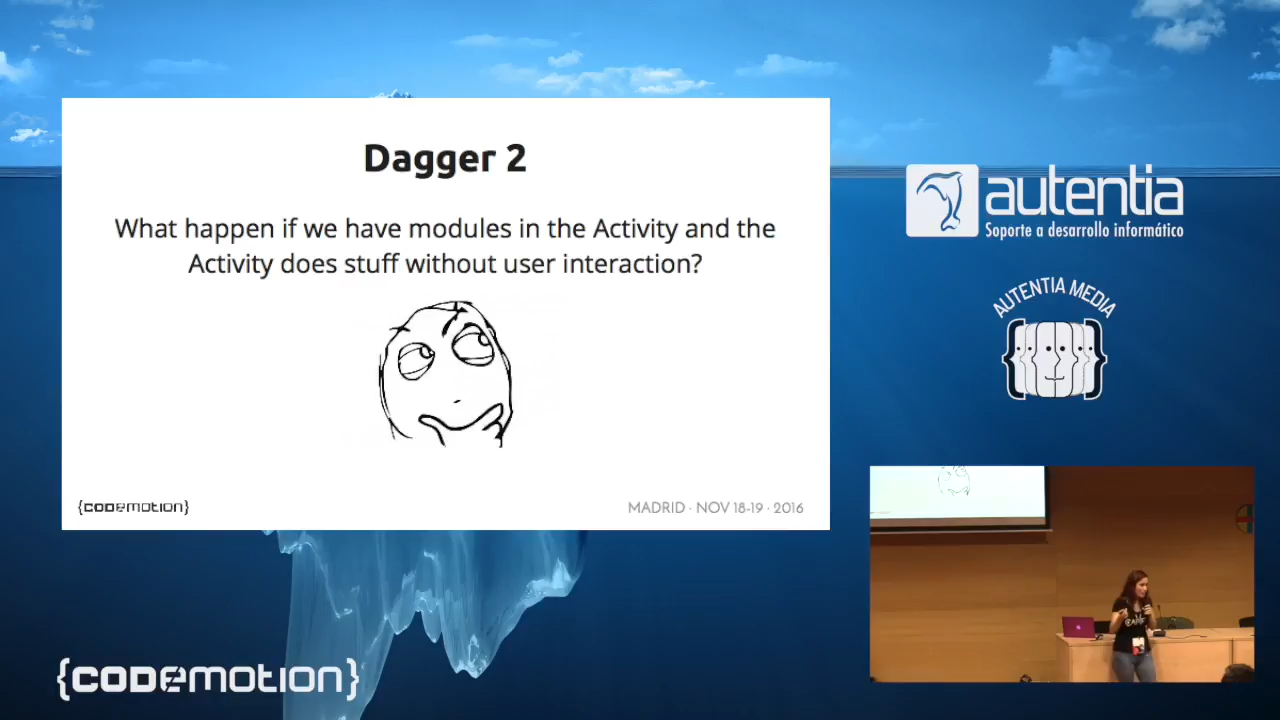 Dagger 2
What happen if we have modules in the Activity and the
Activity does stuff without user interaction?
{CODEMOTION}
MADRID · NOV 18-19 · 2016
autentia
Soporte a desarrollo informático
AUTENTIA MEDIA
{CODEMOTION}